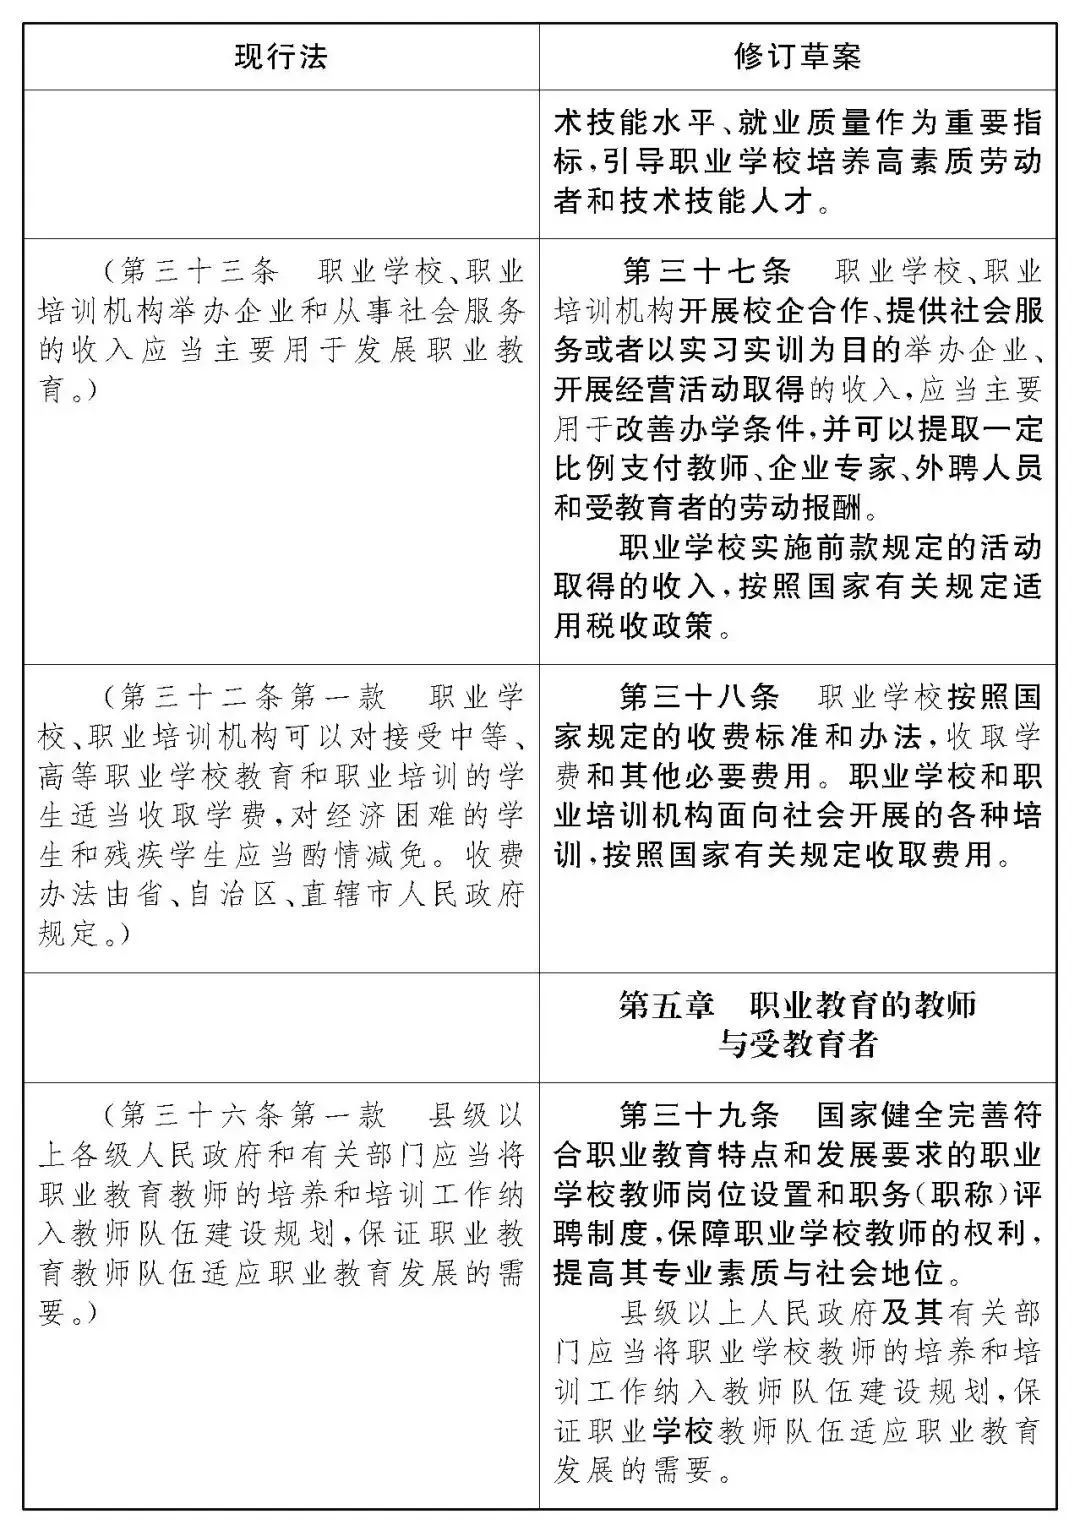 现行法
修订草案
术技能水平、就业质量作为重要指
标,引导职业学校培养高素质劳动
者和技术技能人才。
(第三十三条　职业学校、职业
培训机构举办企业和从事社会服务
的收入应当主要用于发展职业教
育。)
第三十七条　职业学校、职业
培训机构开展校企合作、提供社会服
务或者以实习实训为目的举办企业、
开展经营活动取得的收入,应当主要
用于改善办学条件,并可以提取一定
比例支付教师、企业专家、外聘人员
和受教育者的劳动报酬。
职业学校实施前款规定的活动
取得的收入,按照国家有关规定适
用税收政策。
(第三十二条第一款　职业学
校、职业培训机构可以对接受中等、
高等职业学校教育和职业培训的学
生适当收取学费,对经济困难的学
生和残疾学生应当酌情减免。收费
办法由省、自治区、直辖市人民政府
规定。)
第三十八条　职业学校按照国
家规定的收费标准和办法,收取学
费和其他必要费用。职业学校和职
业培训机构面向社会开展的各种培
训,按照国家有关规定收取费用。
第五章　职业教育的教师
与受教育者
(第三十六条第一款　县级以
上各级人民政府和有关部门应当将
职业教育教师的培养和培训工作纳
入教师队伍建设规划,保证职业教
育教师队伍适应职业教育发展的需
要。)
第三十九条　国家健全完善符
合职业教育特点和发展要求的职业
学校教师岗位设置和职务(职称)评
聘制度,保障职业学校教师的权利,
提高其专业素质与社会地位。
县级以上人民政府及其有关部
门应当将职业学校教师的培养和培
训工作纳入教师队伍建设规划,保
证职业学校教师队伍适应职业教育
发展的需要。